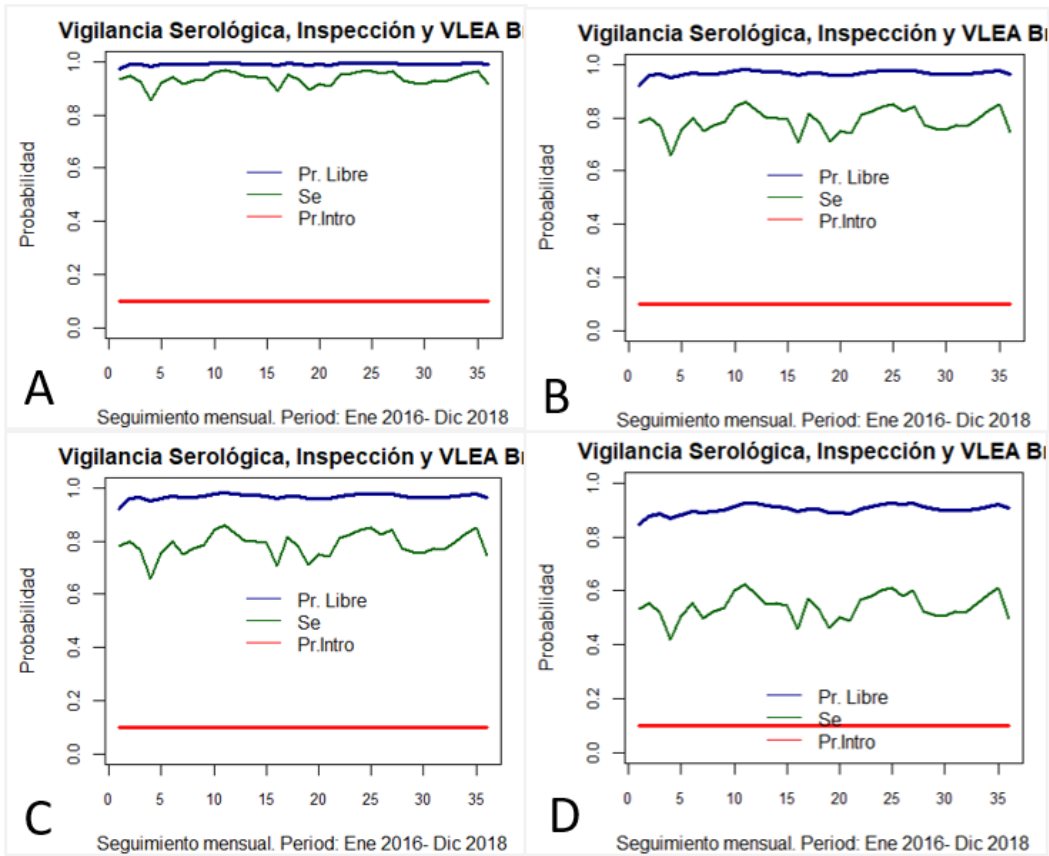 Vigilancia Serológica, Inspección y VLEA
Probabilidad
1.0
0.8
0.6
0.4
0.2
0.0
Pr. Libre
Se
Pr.Intro
0 5 10 15 20 25 30 35
A
Seguimiento mensual. Period: Ene 2016- Dic 2018
Vigilancia Serológica, Inspección y VLEA
Probabilidad
1.0
0.8
0.6
0.4
0.2
0.0
Pr. Libre
Se
Pr.Intro
0 5 10 15 20 25 30 35
B
Seguimiento mensual. Period: Ene 2016- Dic 2018
Vigilancia Serológica, Inspección y VLEA
Probabilidad
1.0
0.8
0.6
0.4
0.2
0.0
Pr. Libre
Se
Pr.Intro
0 5 10 15 20 25 30 35
C
Seguimiento mensual. Period: Ene 2016- Dic 2018
Vigilancia Serológica, Inspección y VLEA
Probabilidad
1.0
0.8
0.6
0.4
0.2
0.0
Pr. Libre
Se
Pr.Intro
0 5 10 15 20 25 30 35
D
Seguimiento mensual. Period: Ene 2016- Dic 2018